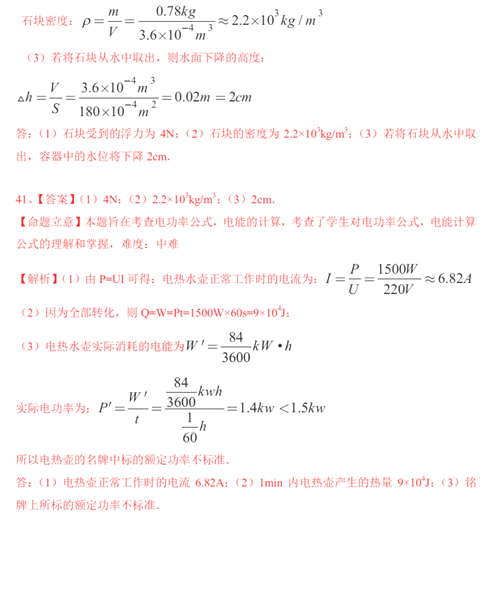 石块密度：ρ = m/V = 0.78kg/(3.6×10⁻⁴m³) ≈ 2.2×10³kg/m³
（3）若将石块从水中取出，则水面下降的高度：
△h = V/S = (3.6×10⁻⁴m³)/(180×10⁻⁴m²) = 0.02m = 2cm
答：（1）石块受到的浮力为 4N；（2）石块的密度为 2.2×10³kg/m³；（3）若将石块从水中取
出，容器中的水位将下降 2cm.
41、【答案】（1）4N；（2）2.2×10³kg/m³；（3）2cm.
【命题立意】本题旨在考查电功率公式，电能的计算，考查了学生对电功率公式，电能计算
公式的理解和掌握，难度：中难
【解析】（1）由 P=UI 可得：电热水壶正常工作时的电流为：I = P/U = 1500W/220V ≈ 6.82A
（2）因为全部转化，则 Q=W=Pt=1500W×60s=9×10⁴J；
（3）电热水壶实际消耗的电能为W′ = 84/3600 kW•h
实际电功率为：P′ = W′/t = (84/3600 kwh)/(1/60 h) = 1.4kw < 1.5kw
所以电热壶的名牌中标的额定功率不标准.
答：（1）电热壶正常工作时的电流 6.82A；（2）1min 内电热壶产生的热量 9×10⁴J；（3）铭
牌上所标的额定功率不标准.